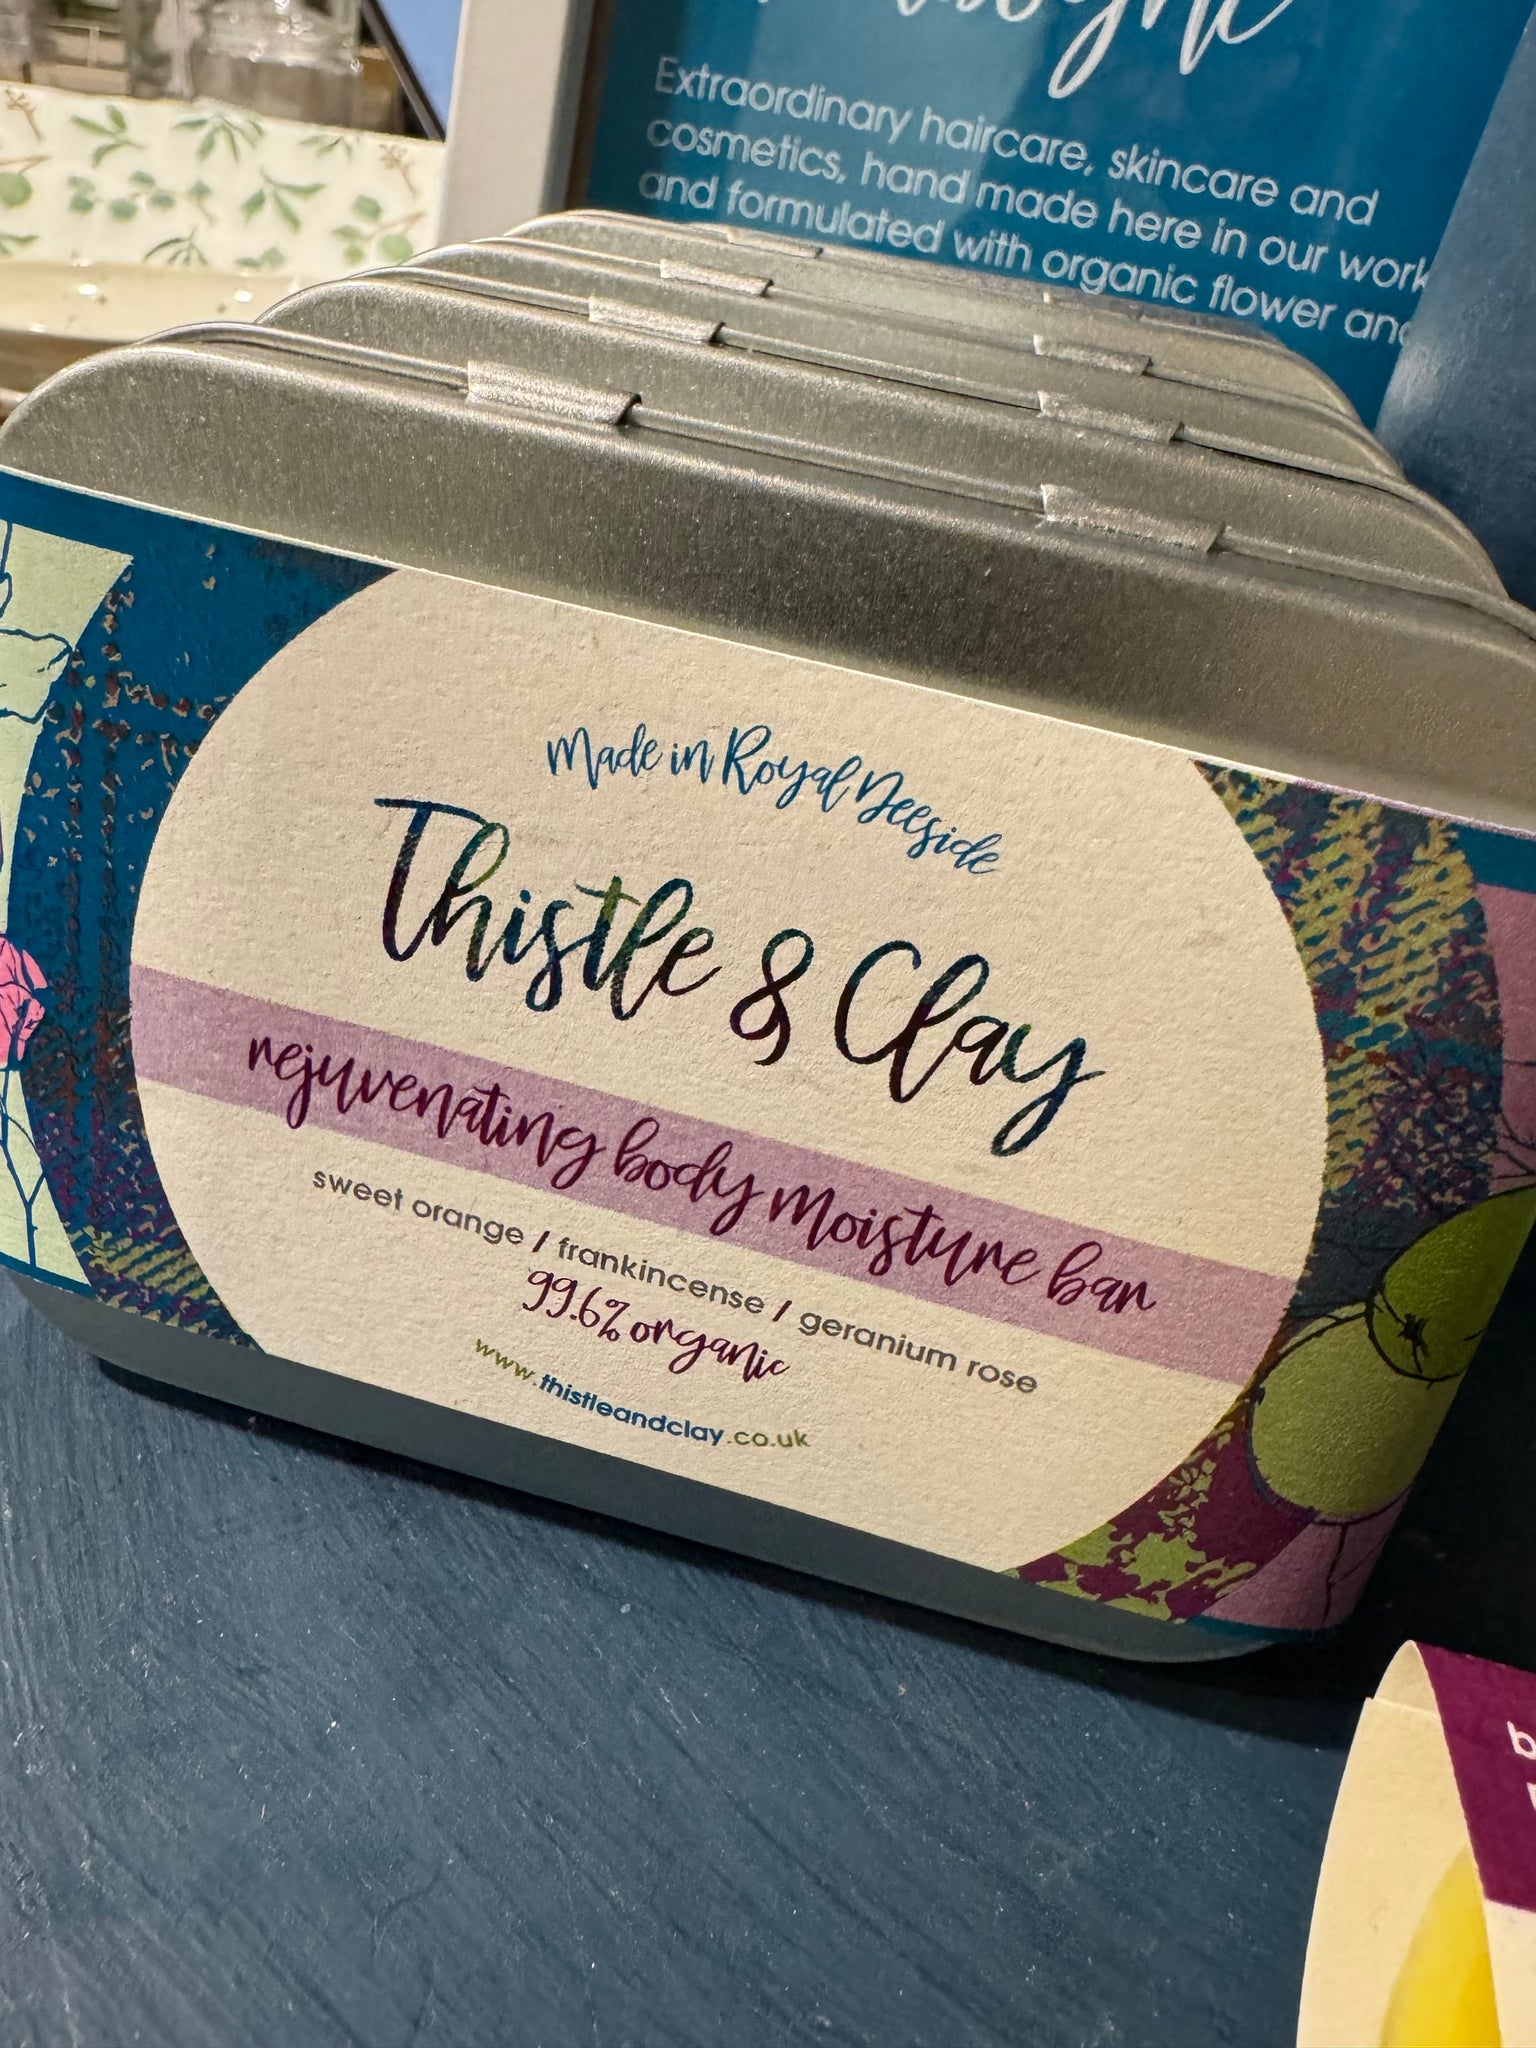 Extraordinary haircare, skincare and
cosmetics, hand made here in our work
and formulated with organic flower and
Made in Royal Deeside
Thistle & Clay
rejuvenating body moisture bar
sweet orange / frankincense / geranium rose
99.6% organic
www.thistleandclay.co.uk